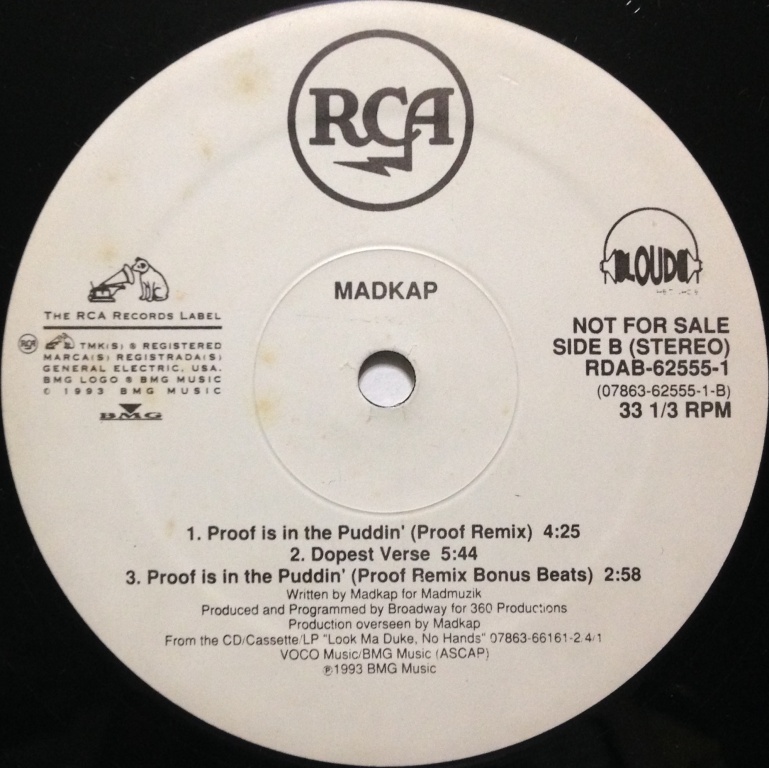 RCA
LOUD
MADKAP
THE RCA RECORDS LABEL
TMK(S) ® REGISTERED
MARCA(S) REGISTRADA(S)
GENERAL ELECTRIC, USA.
BMG LOGO ® BMG MUSIC
© 1993 BMG MUSIC
BMG
NOT FOR SALE
SIDE B (STEREO)
RDAB-62555-1
(07863-62555-1-B)
33 1/3 RPM
1. Proof is in the Puddin' (Proof Remix) 4:25
2. Dopest Verse 5:44
3. Proof is in the Puddin' (Proof Remix Bonus Beats) 2:58
Written by Madkap for Madmuzik
Produced and Programmed by Broadway for 360 Productions
Production overseen by Madkap
From the CD/Cassette/LP "Look Ma Duke, No Hands" 07863-66161-2.4/1
VOCO Music/BMG Music (ASCAP)
℗1993 BMG Music